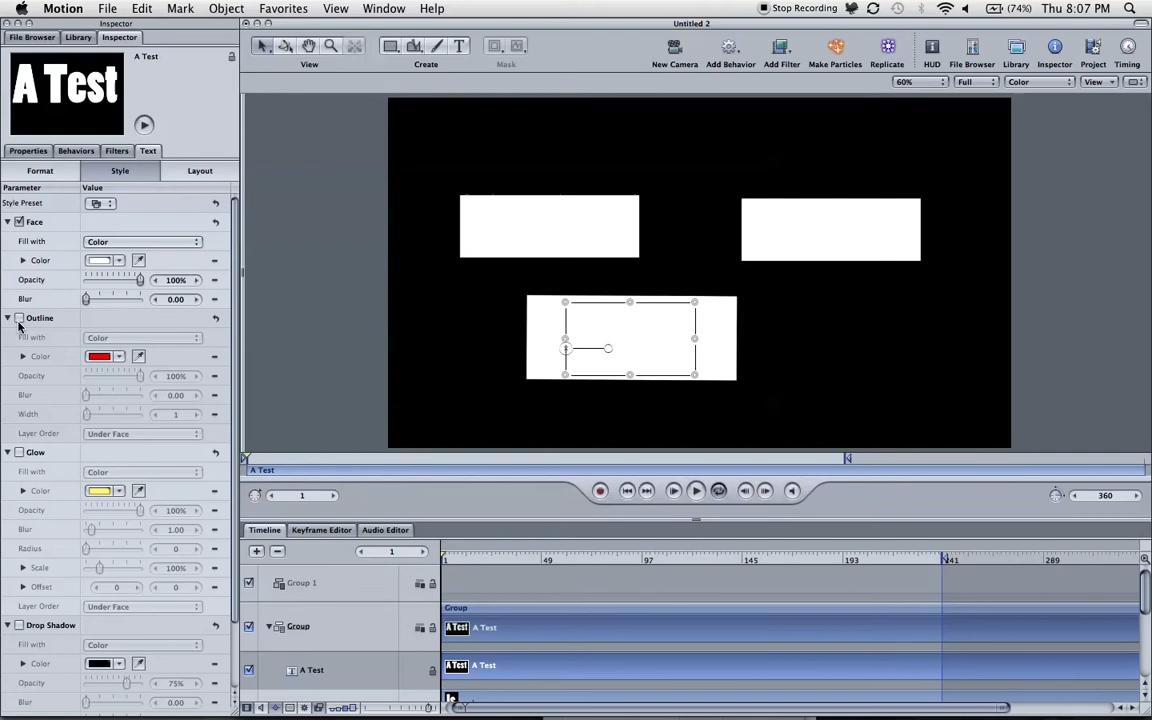 Motion File Edit Mark Object Favorites View Window Help Stop Recording (74%) Thu 8:07 PM
Inspector Untitled 2
File Browser Library Inspector
A Test
A Test
View Create Mask New Camera Add Behavior Add Filter Make Particles Replicate HUD File Browser Library Inspector Project Timing
60% Full Color View
Properties Behaviors Filters Text
Format Style Layout
Parameter Value
Style Preset
Face
Fill with Color
Color
Opacity 100%
Blur 0.00
Outline
Fill with Color
Color
Opacity 100%
Blur 0.00
Width 1
Layer Order Under Face
Glow
Fill with Color
Color
Opacity 100%
Blur 1.00
Radius 0
Scale 100%
Offset 0 0
Layer Order Under Face
Drop Shadow
Fill with Color
Color
Opacity 75%
Blur 0.00
A Test
1 360
Timeline Keyframe Editor Audio Editor
1 1 49 97 145 193 241 289
Group 1
Group
Group A Test A Test
A Test A Test A Test